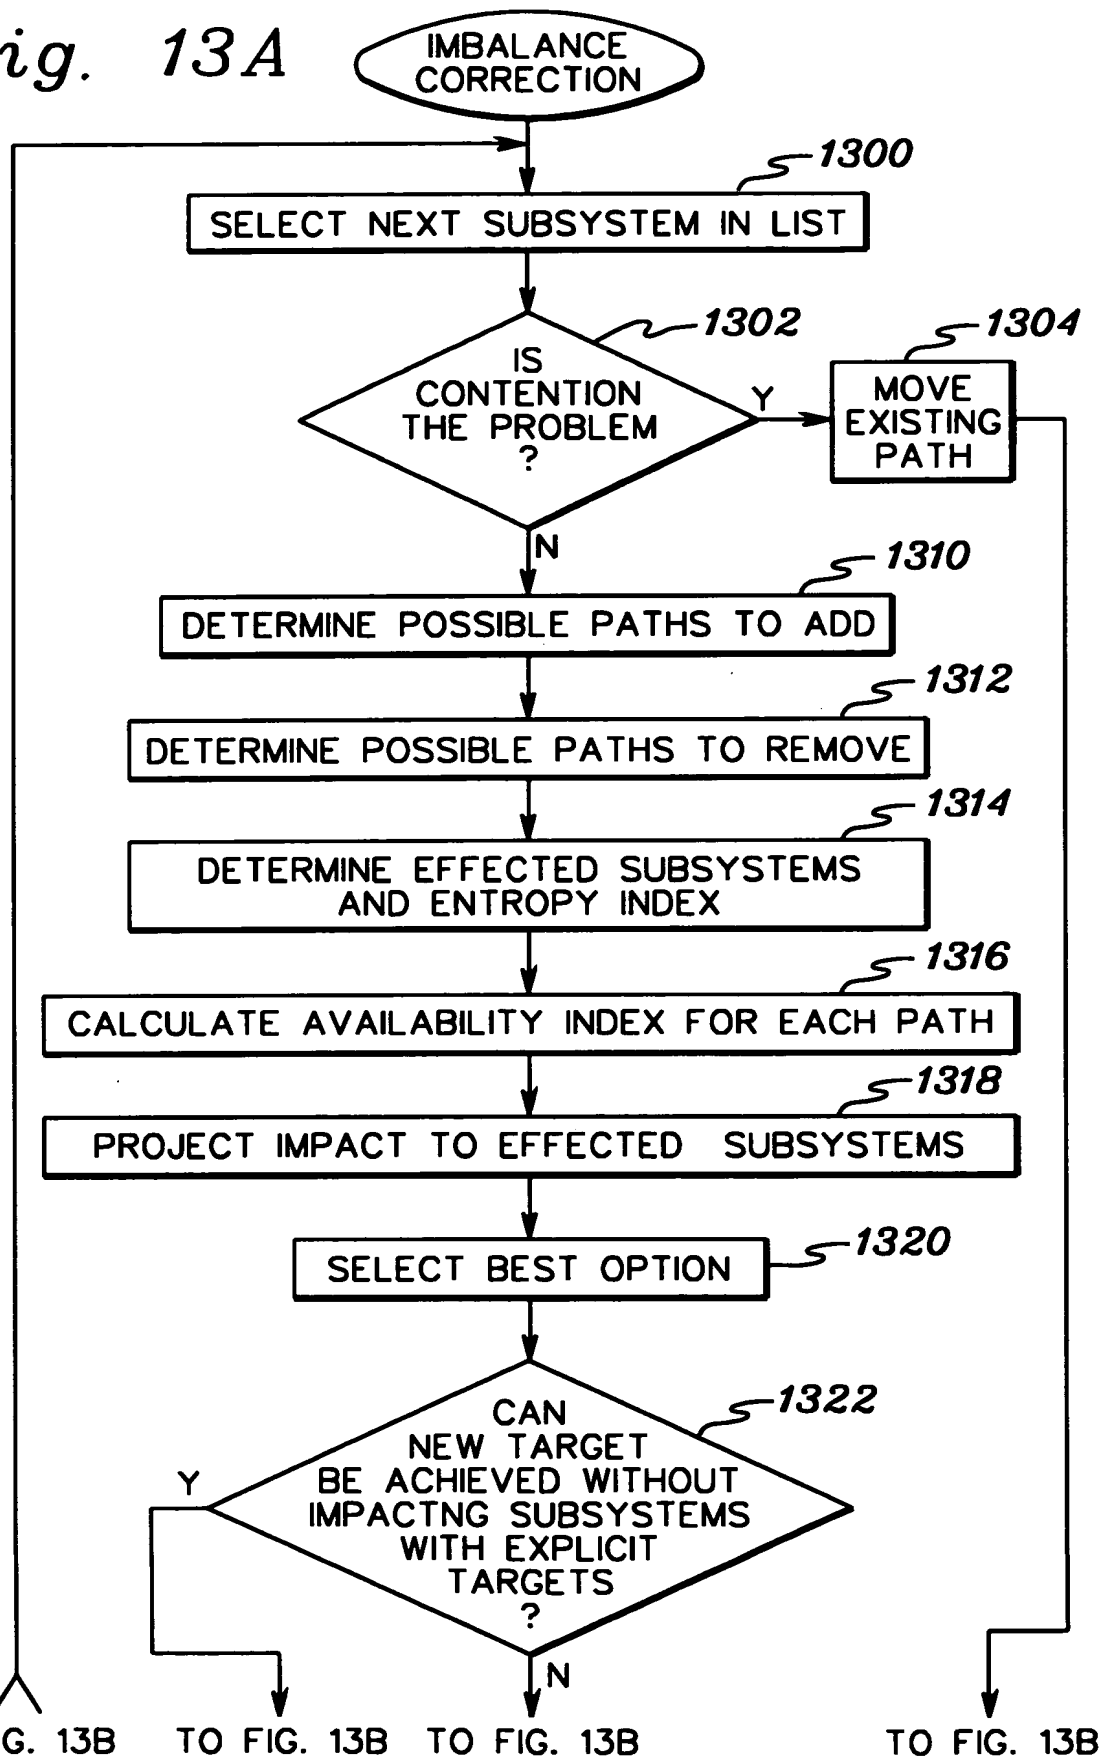 ig. 13A
IMBALANCE
CORRECTION
1300
SELECT NEXT SUBSYSTEM IN LIST
1302
IS
CONTENTION
THE PROBLEM
?
Y
1304
MOVE
EXISTING
PATH
N
1310
DETERMINE POSSIBLE PATHS TO ADD
1312
DETERMINE POSSIBLE PATHS TO REMOVE
1314
DETERMINE EFFECTED SUBSYSTEMS
AND ENTROPY INDEX
1316
CALCULATE AVAILABILITY INDEX FOR EACH PATH
1318
PROJECT IMPACT TO EFFECTED SUBSYSTEMS
1320
SELECT BEST OPTION
1322
CAN
NEW TARGET
BE ACHIEVED WITHOUT
IMPACTNG SUBSYSTEMS
WITH EXPLICIT
TARGETS
?
Y
N
G. 13B
TO FIG. 13B
TO FIG. 13B
TO FIG. 13B